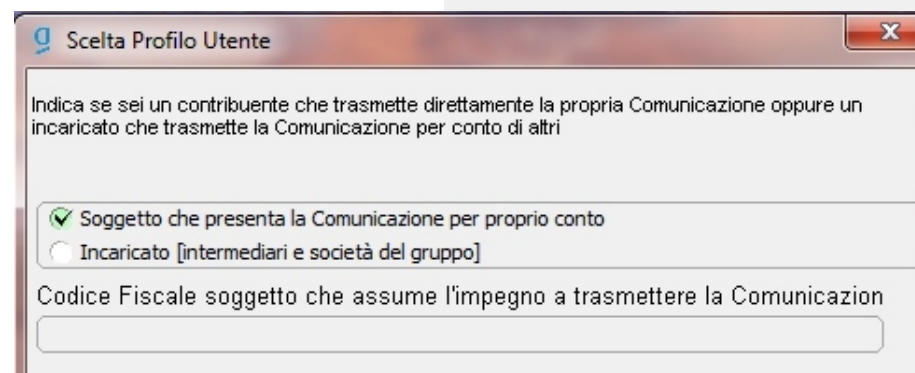 Scelta Profilo Utente
Indica se sei un contribuente che trasmette direttamente la propria Comunicazione oppure un
incaricato che trasmette la Comunicazione per conto di altri
Soggetto che presenta la Comunicazione per proprio conto
Incaricato [intermediari e società del gruppo]
Codice Fiscale soggetto che assume l'impegno a trasmettere la Comunicazion